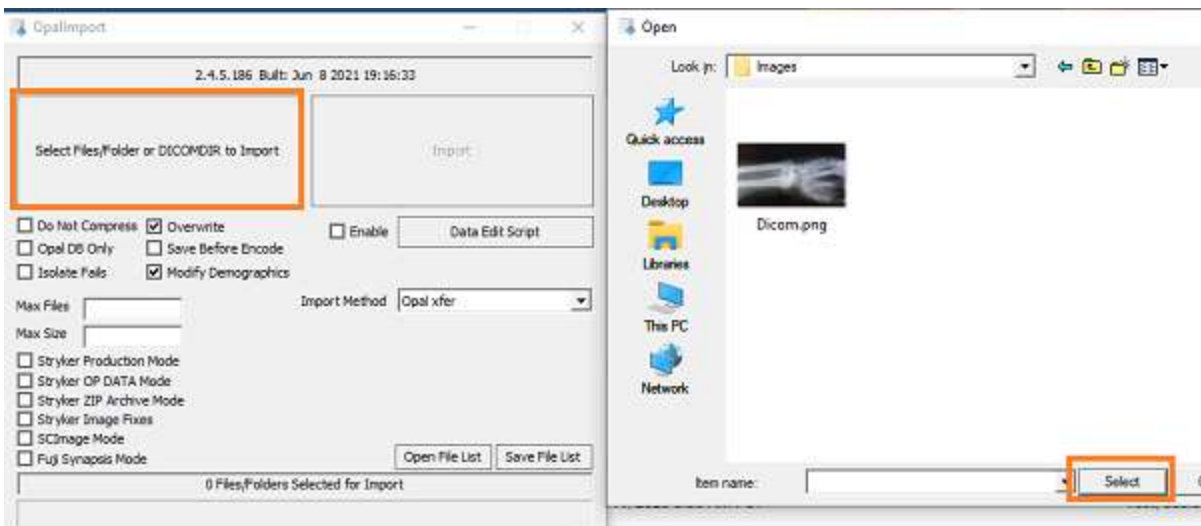 OpalImport
2.4.5.186 Built: Jun 8 2021 19:16:33
Select Files/Folder or DICOMDIR to Import
Import
Do Not Compress
Overwrite
Enable
Data Edit Script
Opal DB Only
Save Before Encode
Isolate Fails
Modify Demographics
Max Files
Import Method
Opal xfer
Max Size
Stryker Production Mode
Stryker OP DATA Mode
Stryker ZIP Archive Mode
Stryker Image Fixes
SCImage Mode
Fuji Synapsis Mode
Open File List
Save File List
0 Files/Folders Selected for Import
Open
Look in:
Images
Quick access
Desktop
Libraries
This PC
Network
Dicom.png
Item name:
Select